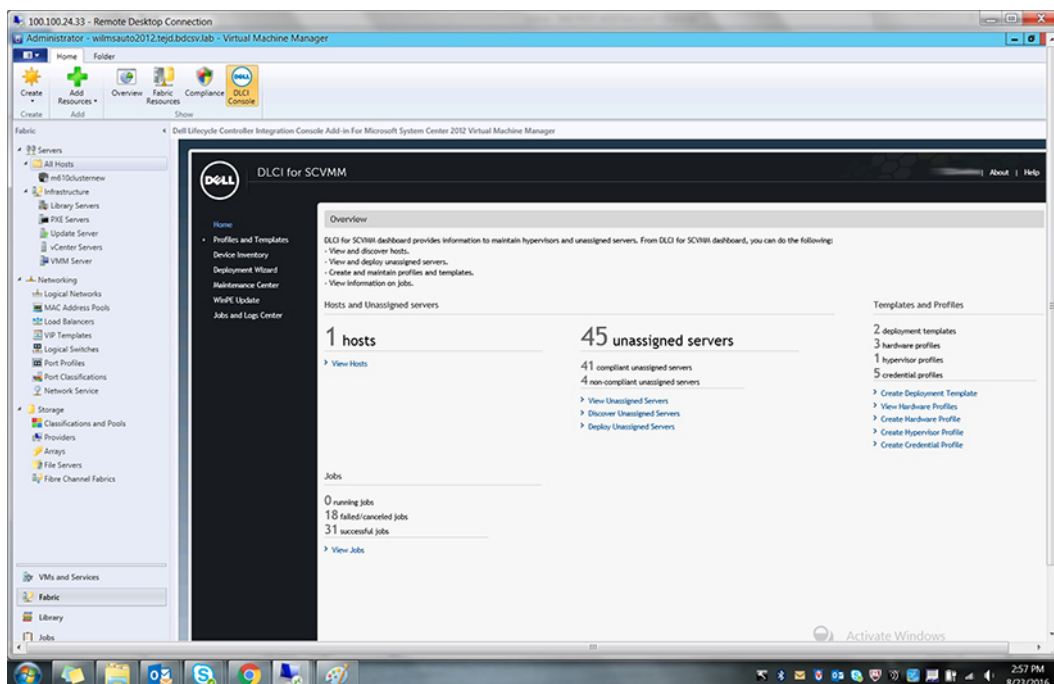 100.100.24.33 - Remote Desktop Connection
Administrator - wilmsauto2012.tejd.bdcsv.lab - Virtual Machine Manager
Home Folder
Create
Add Resources
Overview
Fabric Resources
Compliance
DLCI Console
Create Add Show
Fabric
Dell Lifecycle Controller Integration Console Add-in For Microsoft System Center 2012 Virtual Machine Manager
Servers
All Hosts
m610clusternew
Infrastructure
Library Servers
PXE Servers
Update Server
vCenter Servers
VMM Server
Networking
Logical Networks
MAC Address Pools
Load Balancers
VIP Templates
Logical Switches
Port Profiles
Port Classifications
Network Service
Storage
Classifications and Pools
Providers
Arrays
File Servers
Fibre Channel Fabrics
VMs and Services
Fabric
Library
Jobs
DELL
DLCI for SCVMM
| About | Help
Home
Profiles and Templates
Device Inventory
Deployment Wizard
Maintenance Center
WinPE Update
Jobs and Logs Center
Overview
DLCI for SCVMM dashboard provides information to maintain hypervisors and unassigned servers. From DLCI for SCVMM dashboard, you can do the following:
- View and discover hosts.
- View and deploy unassigned servers.
- Create and maintain profiles and templates.
- View information on jobs.
Hosts and Unassigned servers
1 hosts
View Hosts
45 unassigned servers
41 compliant unassigned servers
4 non-compliant unassigned servers
View Unassigned Servers
Discover Unassigned Servers
Deploy Unassigned Servers
Templates and Profiles
2 deployment templates
3 hardware profiles
1 hypervisor profiles
5 credential profiles
Create Deployment Template
View Hardware Profiles
Create Hardware Profile
Create Hypervisor Profile
Create Credential Profile
Jobs
0 running jobs
18 failed/canceled jobs
31 successful jobs
View Jobs
Activate Windows
2:57 PM
8/23/2016